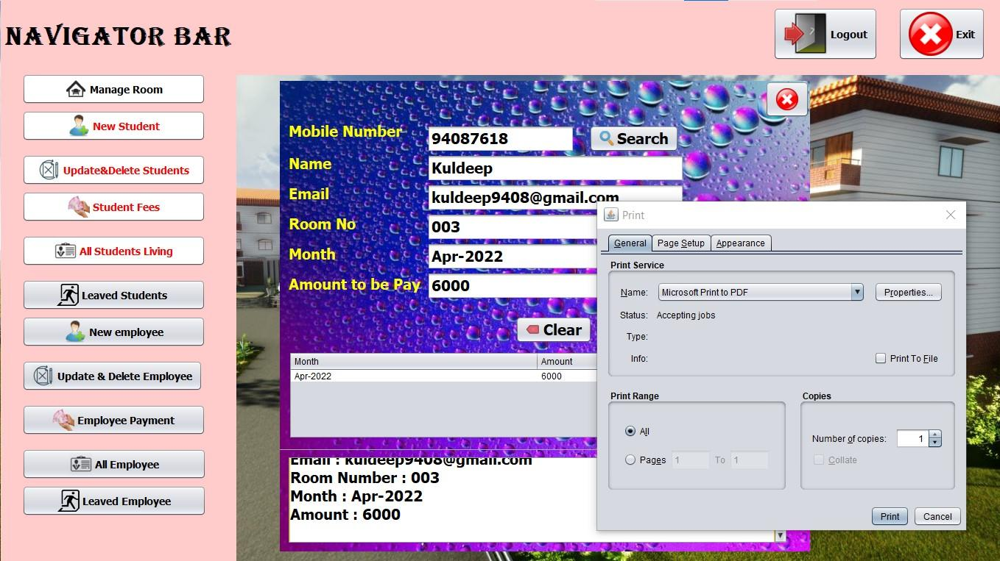 NAVIGATOR BAR
Logout
Exit
Manage Room
New Student
Update&Delete Students
Student Fees
All Students Living
Leaved Students
New employee
Update & Delete Employee
Employee Payment
All Employee
Leaved Employee
Mobile Number 94087618 Search
Name Kuldeep
Email kuldeep9408@gmail.com
Room No 003
Month Apr-2022
Amount to be Pay 6000
Clear
Month Amount
Apr-2022 6000
Email : kuldeep9408@gmail.com
Room Number : 003
Month : Apr-2022
Amount : 6000
Print
General Page Setup Appearance
Print Service
Name: Microsoft Print to PDF Properties...
Status: Accepting jobs
Type:
Info: Print To File
Print Range
All
Pages 1 To 1
Copies
Number of copies: 1
Collate
Print Cancel